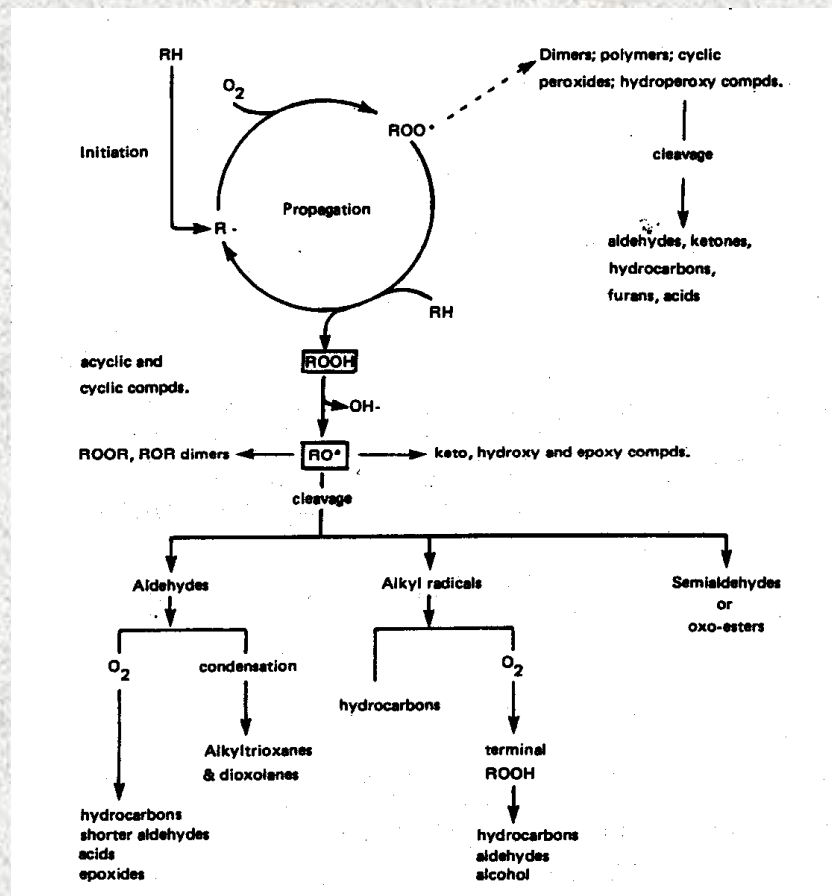 RH
O2
Initiation
Propagation
R·
ROO•
RH
Dimers; polymers; cyclic
peroxides; hydroperoxy compds.
cleavage
aldehydes, ketones,
hydrocarbons,
furans, acids
acyclic and
cyclic compds.
ROOH
OH-
ROOR, ROR dimers
RO•
keto, hydroxy and epoxy compds.
cleavage
Aldehydes
Alkyl radicals
Semialdehydes
or
oxo-esters
O2
condensation
hydrocarbons
O2
Alkyltrioxanes
& dioxolanes
terminal
ROOH
hydrocarbons
shorter aldehydes
acids
epoxides
hydrocarbons
aldehydes
alcohol